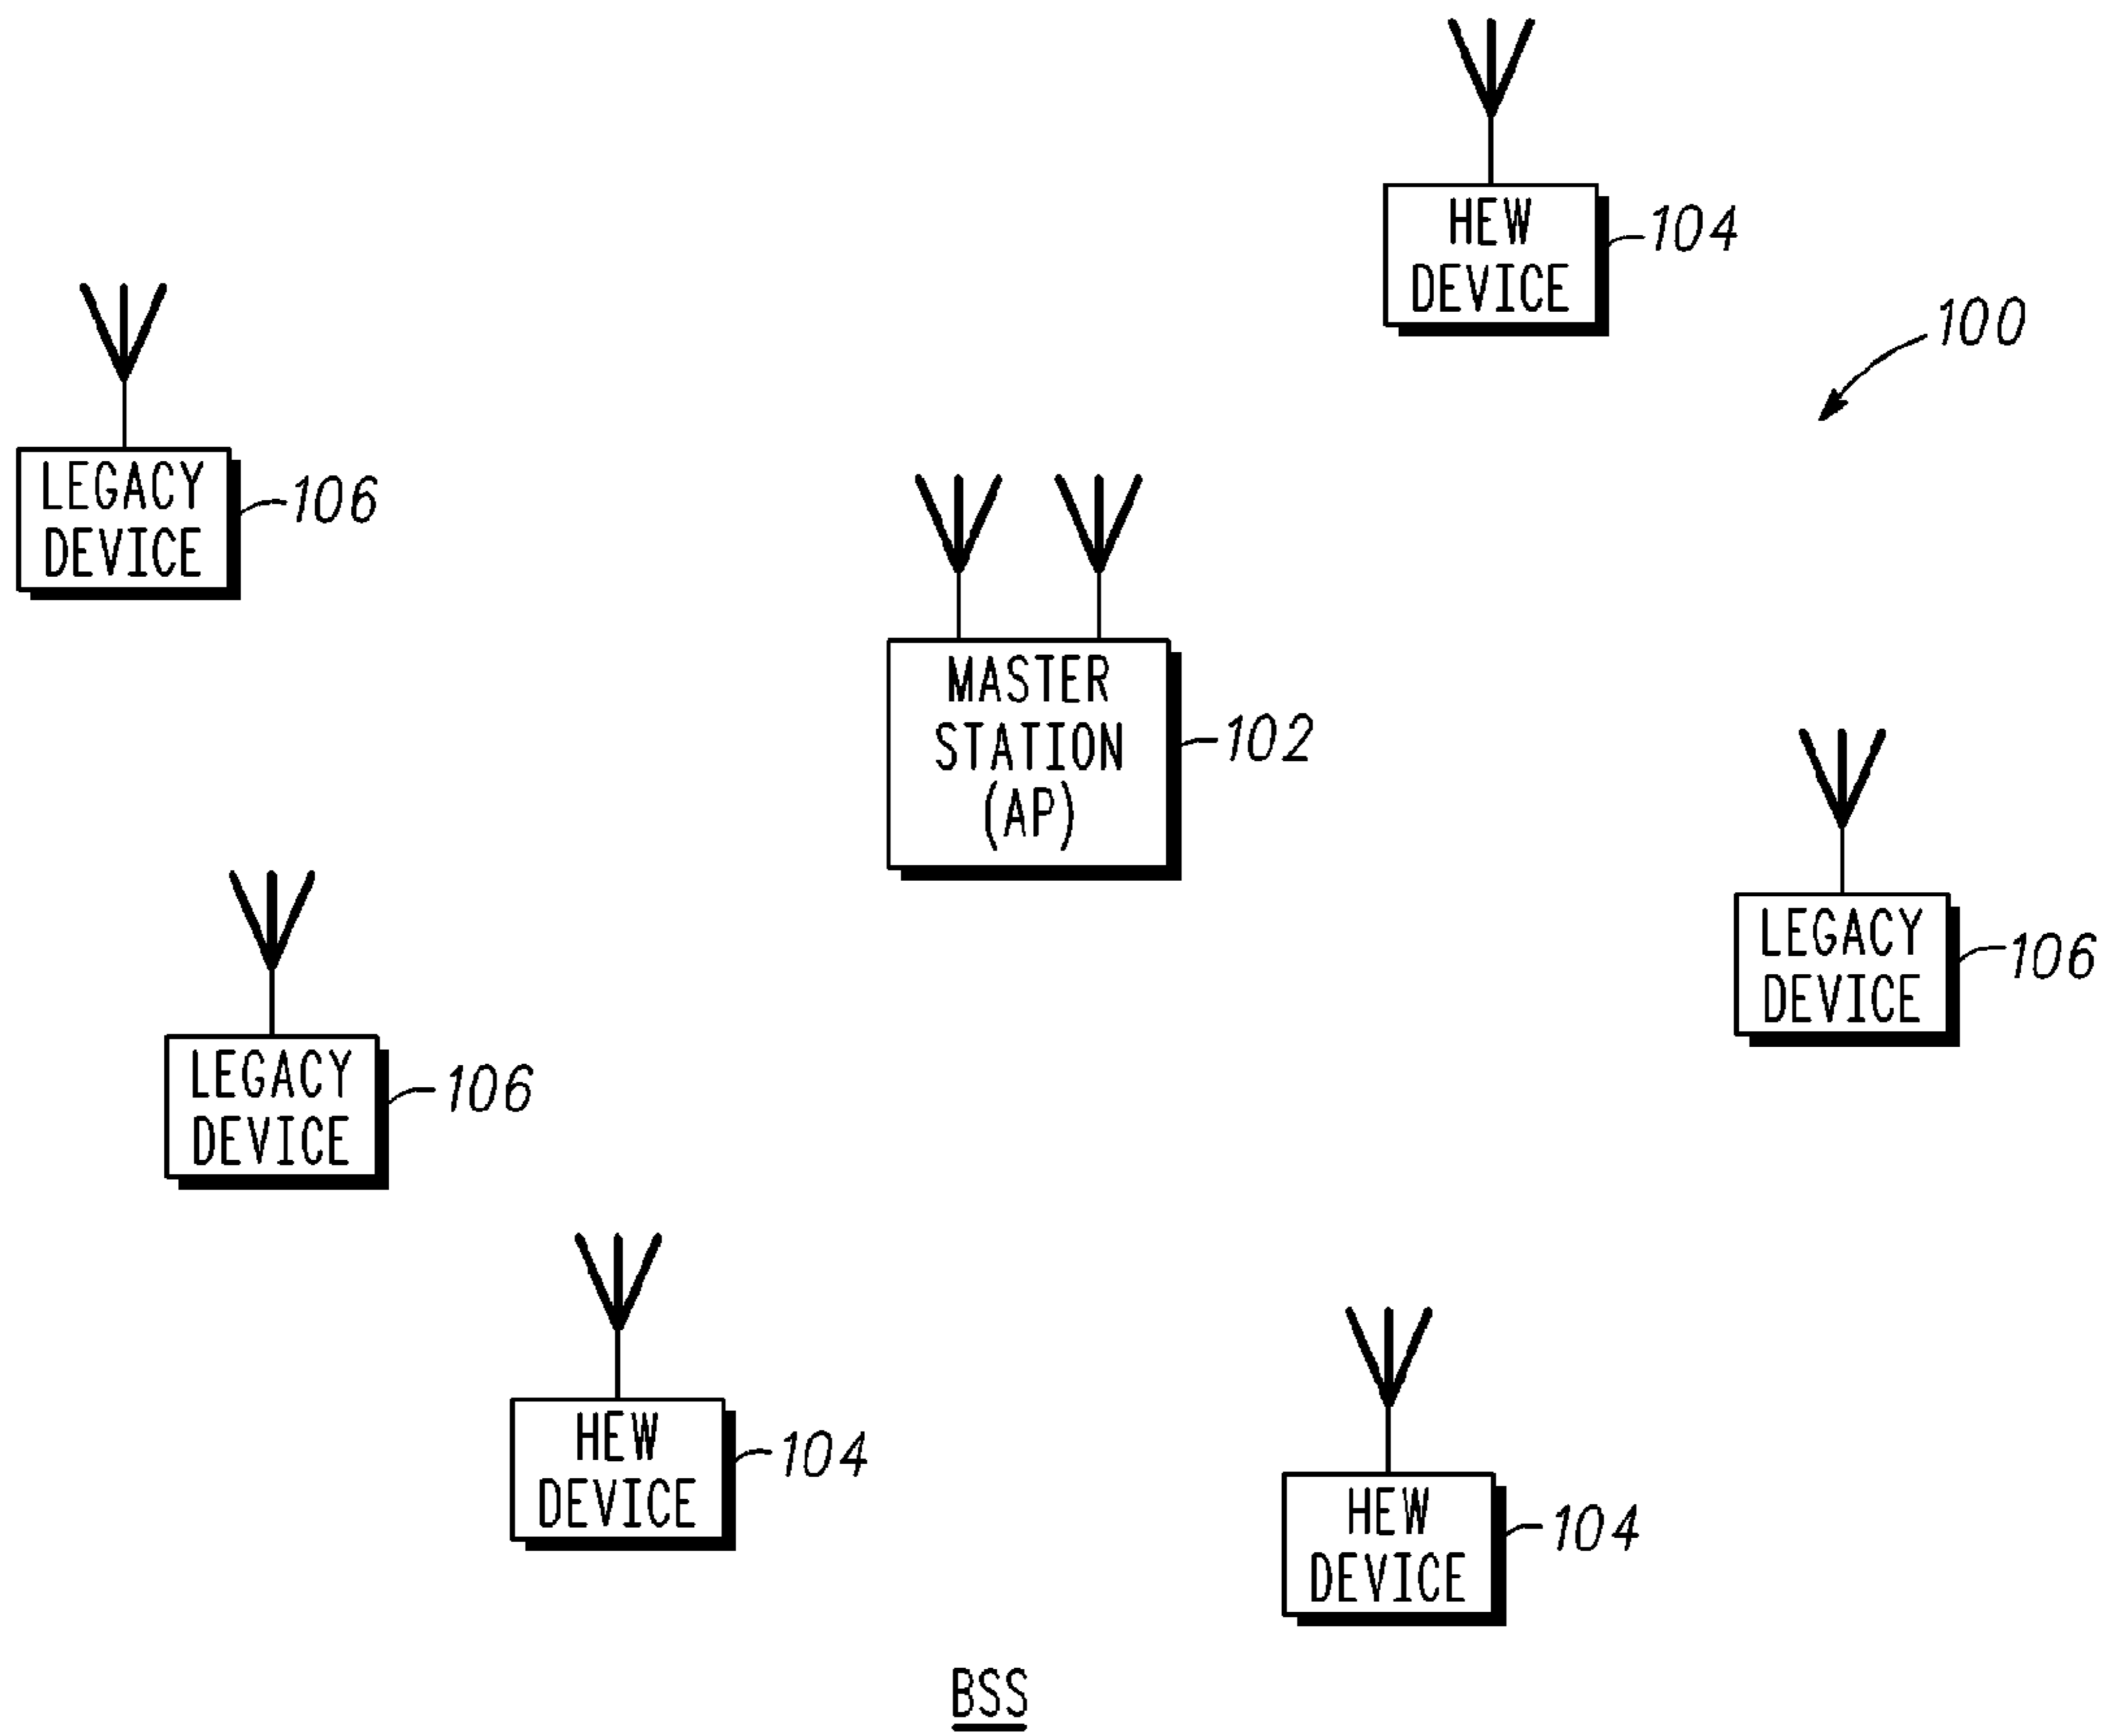 HEW
DEVICE
104
100
LEGACY
DEVICE
106
MASTER
STATION
(AP)
102
LEGACY
DEVICE
106
LEGACY
DEVICE
106
HEW
DEVICE
104
HEW
DEVICE
104
BSS